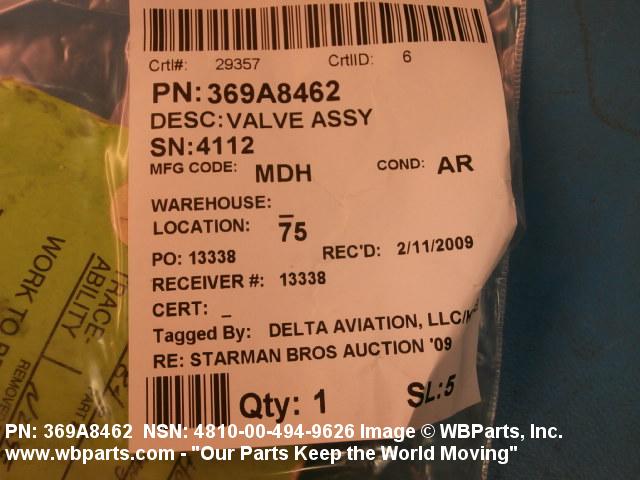 Crtl#: 29357 CrtlID: 6
PN: 369A8462
DESC: VALVE ASSY
SN: 4112
MFG CODE: MDH COND: AR
WAREHOUSE: _
LOCATION: 75
PO: 13338 REC'D: 2/11/2009
RECEIVER #: 13338
CERT: _
Tagged By: DELTA AVIATION, LLC/
RE: STARMAN BROS AUCTION '09
Qty: 1 SL: 5
TRACE-
ABILITY
WORK TO
PN: 369A8462 NSN: 4810-00-494-9626 Image © WBParts, Inc.
www.wbparts.com - "Our Parts Keep the World Moving"